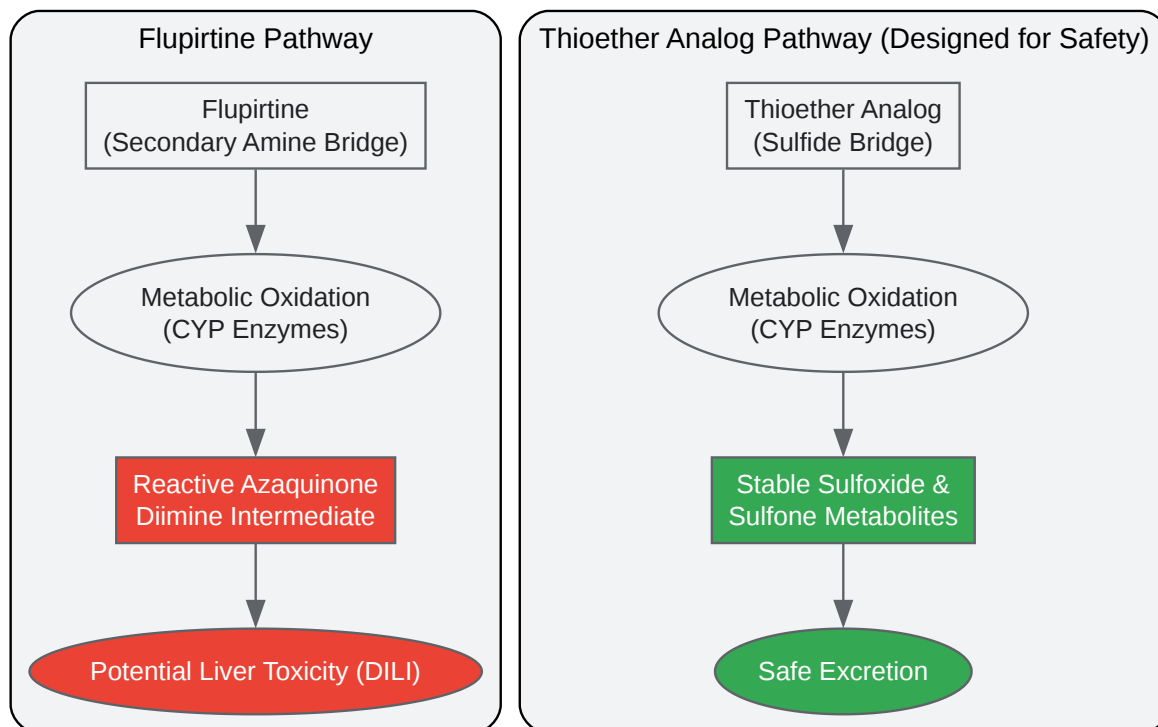 Flupirtine Pathway
Flupirtine
(Secondary Amine Bridge)
Metabolic Oxidation
(CYP Enzymes)
Reactive Azaquinone
Diimine Intermediate
Potential Liver Toxicity (DILI)
Thioether Analog Pathway (Designed for Safety)
Thioether Analog
(Sulfide Bridge)
Metabolic Oxidation
(CYP Enzymes)
Stable Sulfoxide &
Sulfone Metabolites
Safe Excretion